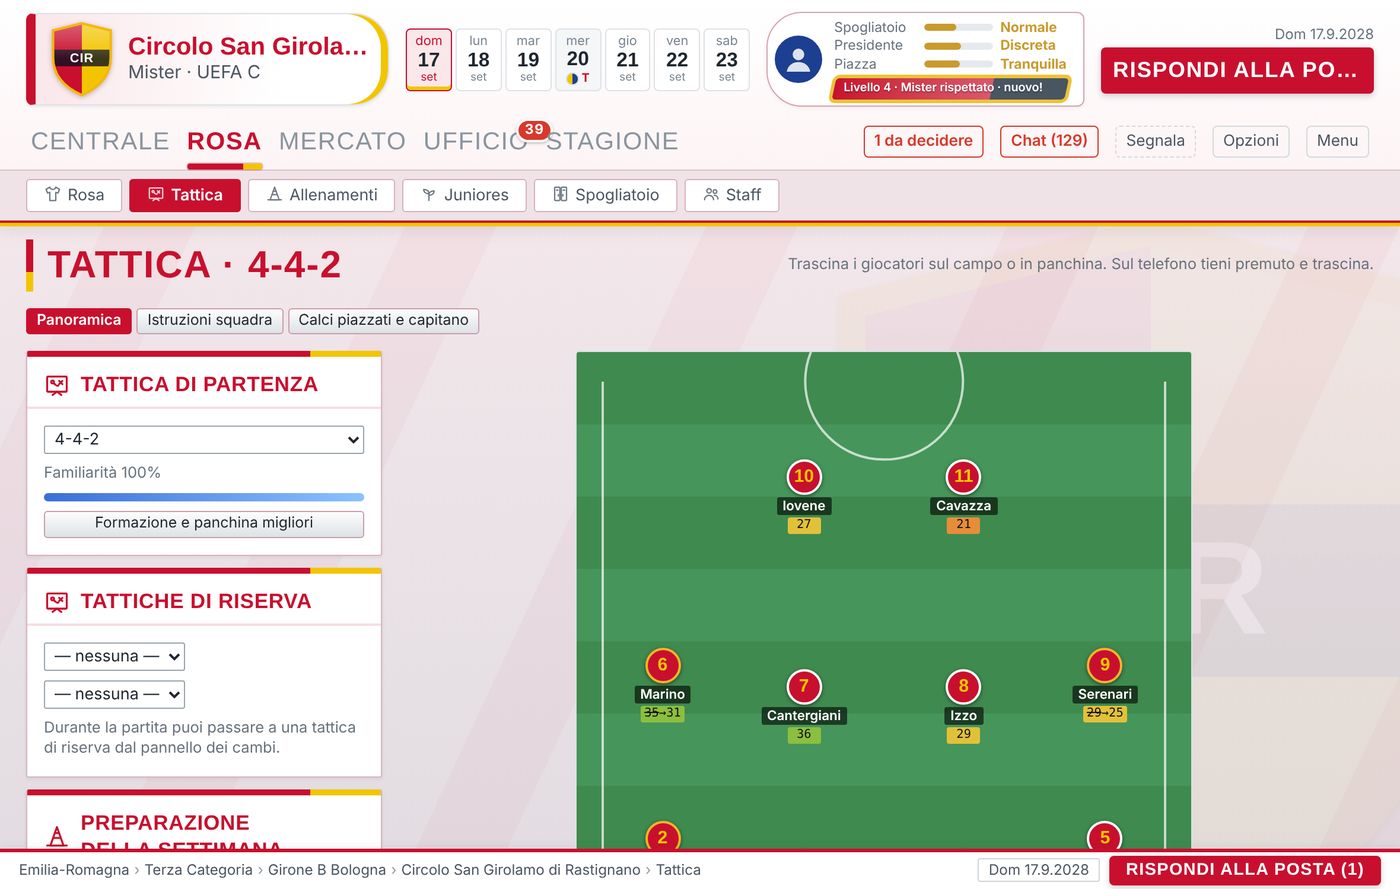 CIR
Circolo San Girola...
Mister · UEFA C
dom 17 set
lun 18 set
mar 19 set
mer 20 T
gio 21 set
ven 22 set
sab 23 set
Spogliatoio Normale
Presidente Discreta
Piazza Tranquilla
Livello 4 · Mister rispettato · nuovo!
Dom 17.9.2028
RISPONDI ALLA PO...
CENTRALE ROSA MERCATO UFFICIO 39 STAGIONE
1 da decidere Chat (129) Segnala Opzioni Menu
Rosa Tattica Allenamenti Juniores Spogliatoio Staff
TATTICA · 4-4-2
Trascina i giocatori sul campo o in panchina. Sul telefono tieni premuto e trascina.
Panoramica Istruzioni squadra Calci piazzati e capitano
TATTICA DI PARTENZA
4-4-2
Familiarità 100%
Formazione e panchina migliori
TATTICHE DI RISERVA
— nessuna —
— nessuna —
Durante la partita puoi passare a una tattica
di riserva dal pannello dei cambi.
PREPARAZIONE
DELLA SETTIMANA
10 11
Iovene Cavazza
27 21
R
6 9
Marino Serenari
35→31 29→25
7 8
Cantergiani Izzo
36 29
2 5
Emilia-Romagna › Terza Categoria › Girone B Bologna › Circolo San Girolamo di Rastignano › Tattica
Dom 17.9.2028
RISPONDI ALLA POSTA (1)